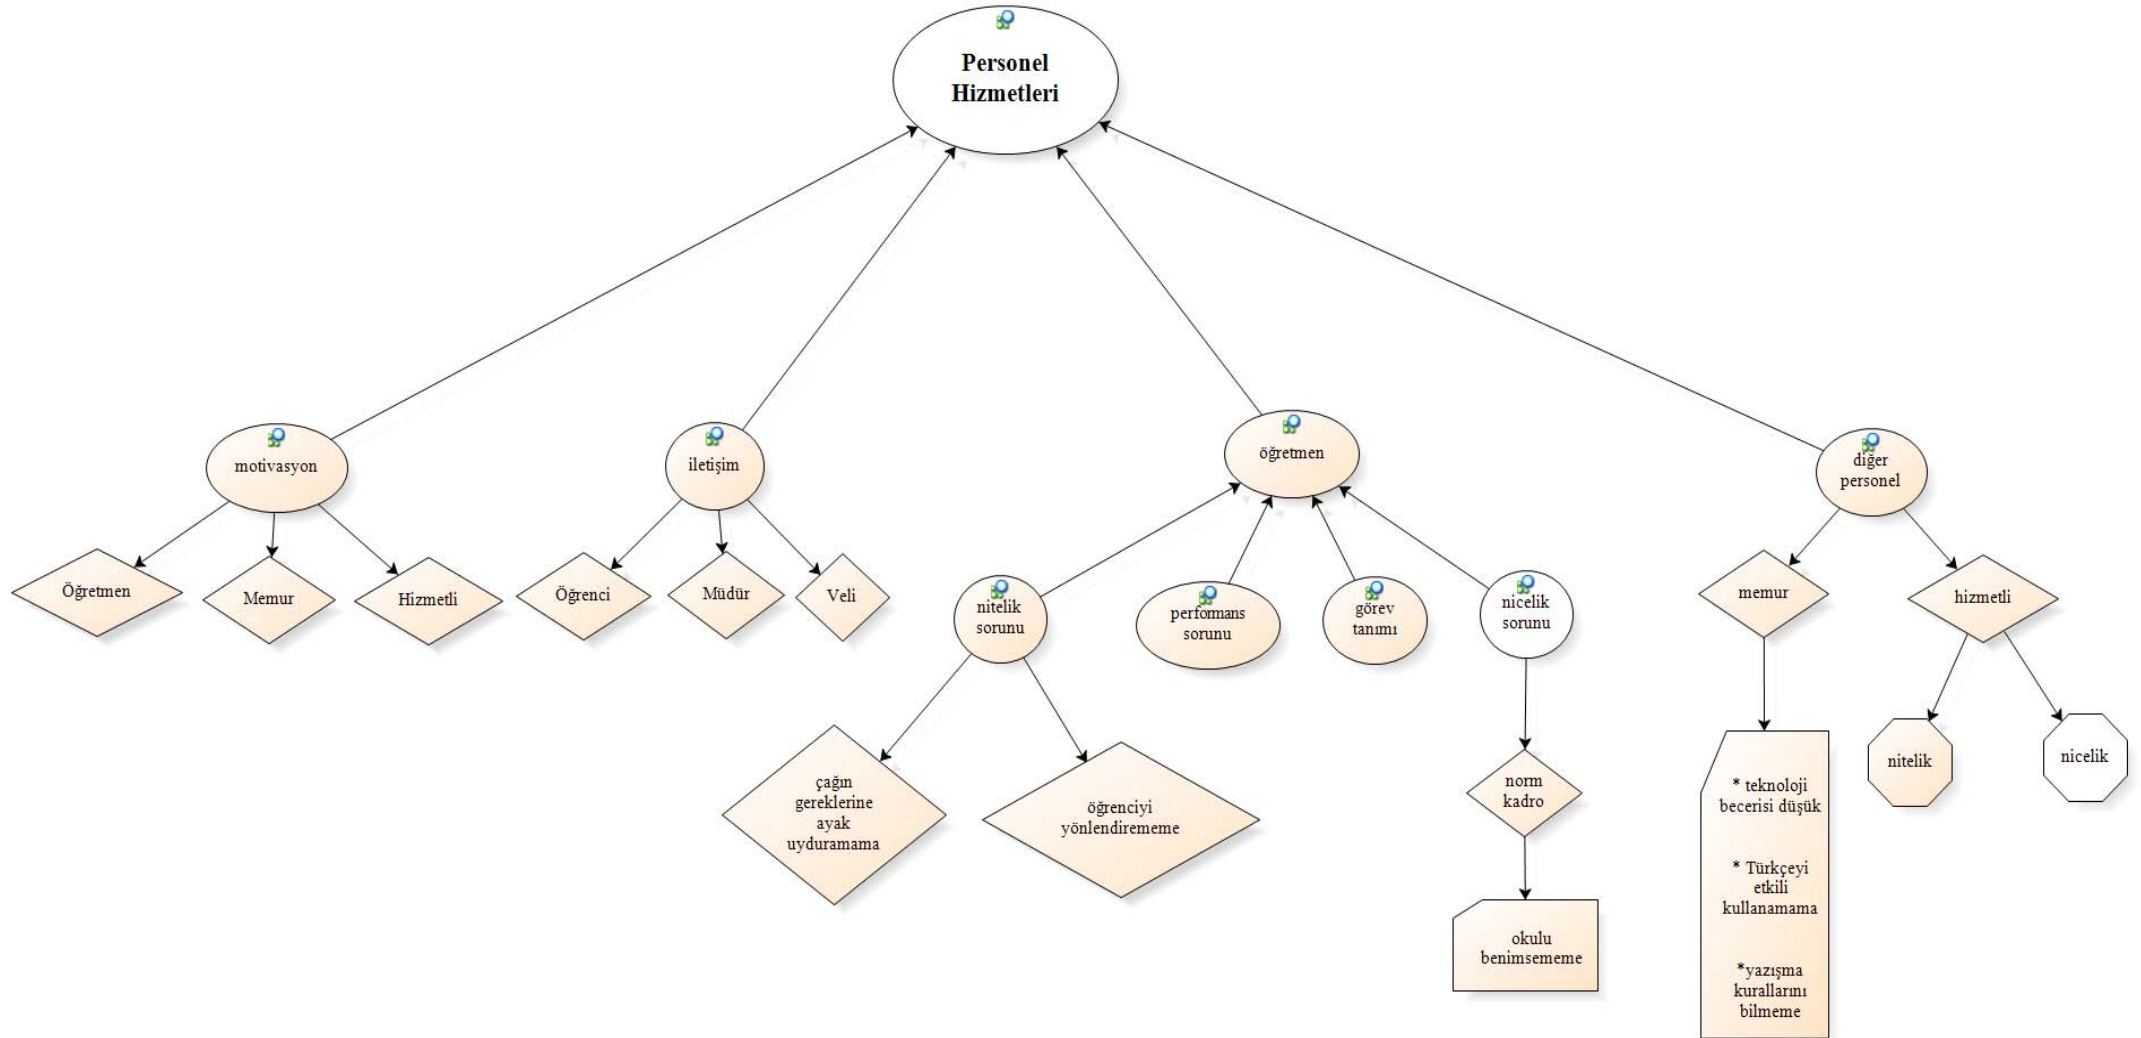 Personel
Hizmetleri
motivasyon
iletişim
öğretmen
diğer
personel
Öğretmen
Memur
Hizmetli
Öğrenci
Müdür
Veli
nitelik
sorunu
perfomans
sorunu
görev
tanımı
nicelik
sorunu
memur
hizmetli
çağın
gereklerine
ayak
uyduramama
öğrenciyi
yönlendirememe
norm
kadro
okulu
benimsememe
* teknoloji
becerisi düşük
* Türkçeyi
etkili
kullanamama
*yazışma
kurallarını
bilmeme
nitelik
nicelik